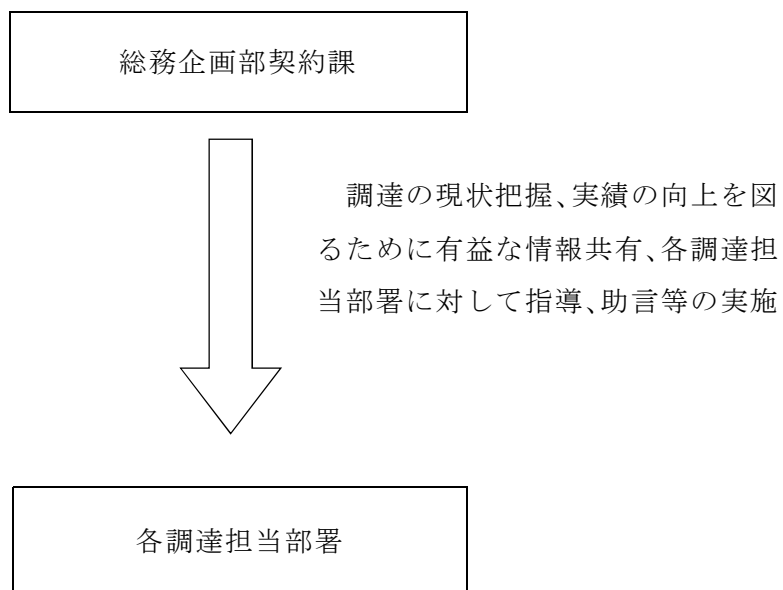 総務企画部契約課
調達の現状把握、実績の向上を図
るために有益な情報共有、各調達担
当部署に対して指導、助言等の実施
各調達担当部署